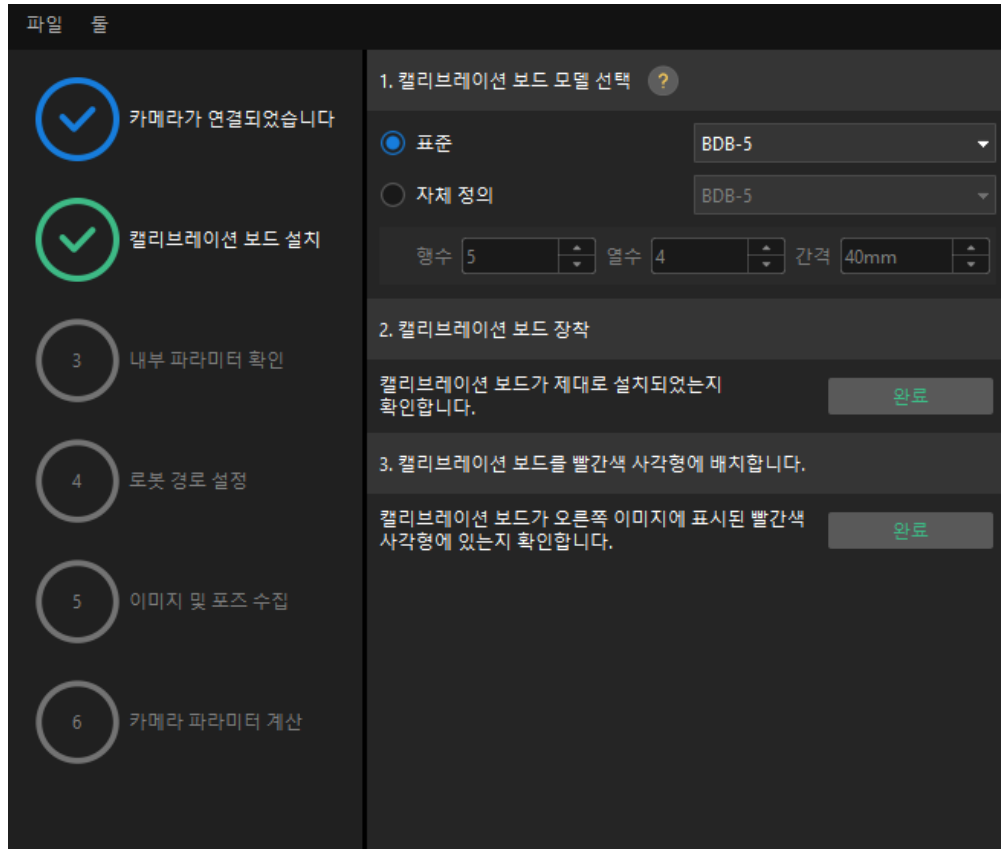 파일 툴
카메라가 연결되었습니다
캘리브레이션 보드 설치
3 내부 파라미터 확인
4 로봇 경로 설정
5 이미지 및 포즈 수집
6 카메라 파라미터 계산
1. 캘리브레이션 보드 모델 선택 ?
표준 BDB-5
자체 정의 BDB-5
행수 5 열수 4 간격 40mm
2. 캘리브레이션 보드 장착
캘리브레이션 보드가 제대로 설치되었는지
확인합니다.
완료
3. 캘리브레이션 보드를 빨간색 사각형에 배치합니다.
캘리브레이션 보드가 오른쪽 이미지에 표시된 빨간색
사각형에 있는지 확인합니다.
완료